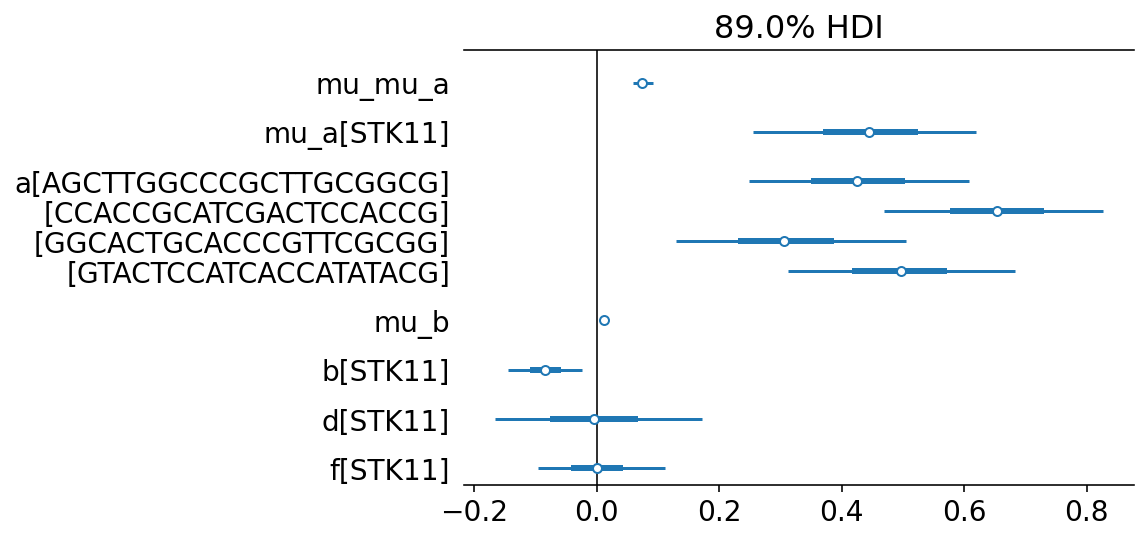 89.0% HDI
mu_mu_a
mu_a[STK11]
a[AGCTTGGCCCGCTTGCGGCG]
[CCACCGCATCGACTCCACCG]
[GGCACTGCACCCGTTCGCGG]
[GTACTCCATCACCATATACG]
mu_b
b[STK11]
d[STK11]
f[STK11]
−0.2 0.0 0.2 0.4 0.6 0.8